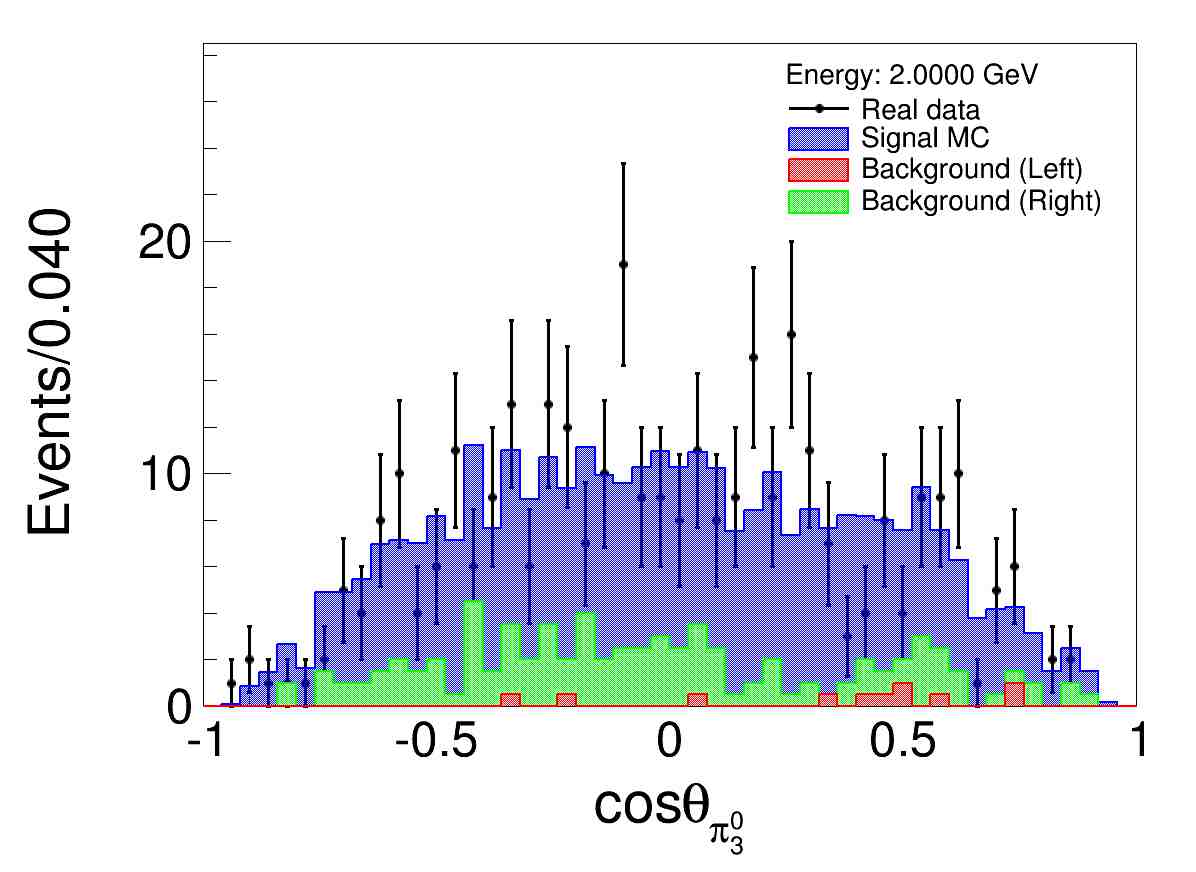 Energy: 2.0000 GeV
Real data
Signal MC
Background (Left)
Background (Right)
Events/0.040
20
10
0
-1 -0.5 0 0.5 1
cosθπ⁰₃